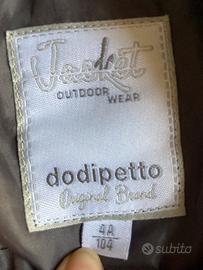 Jacket
OUTDOOR
WEAR
dodipetto
Original Brand
4A
104
subito